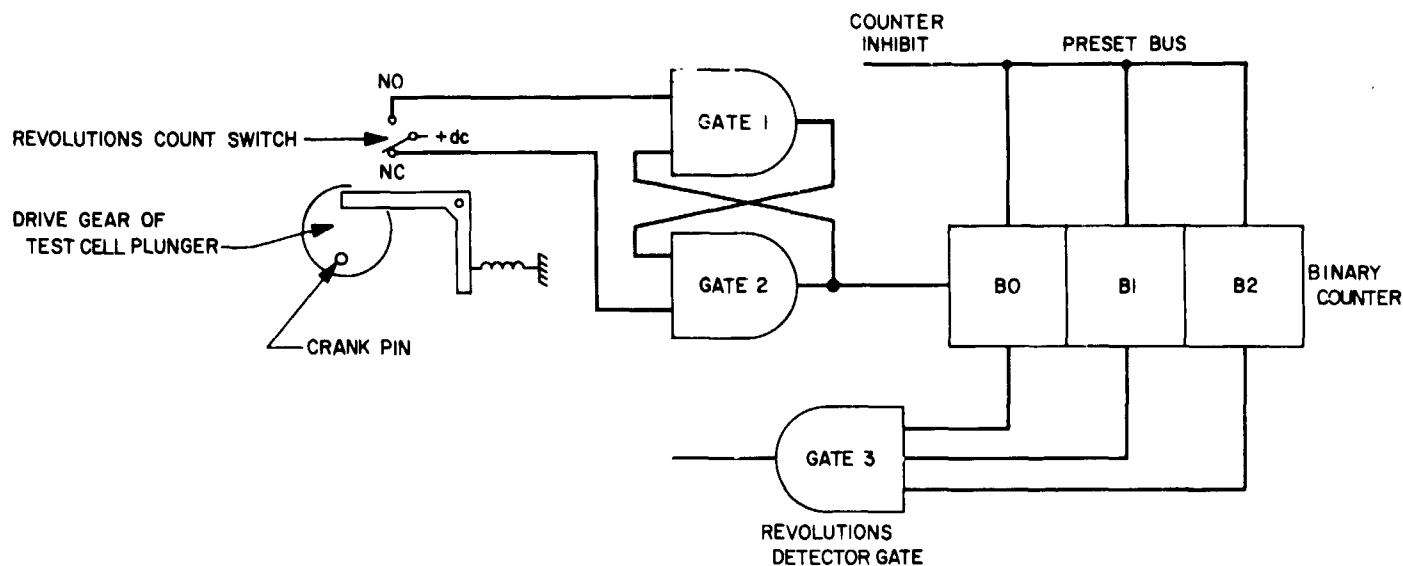 COUNTER
INHIBIT
PRESET BUS
NO
REVOLUTIONS COUNT SWITCH
+dc
NC
GATE 1
DRIVE GEAR OF
TEST CELL PLUNGER
CRANK PIN
GATE 2
B0
B1
B2
BINARY
COUNTER
GATE 3
REVOLUTIONS
DETECTOR GATE